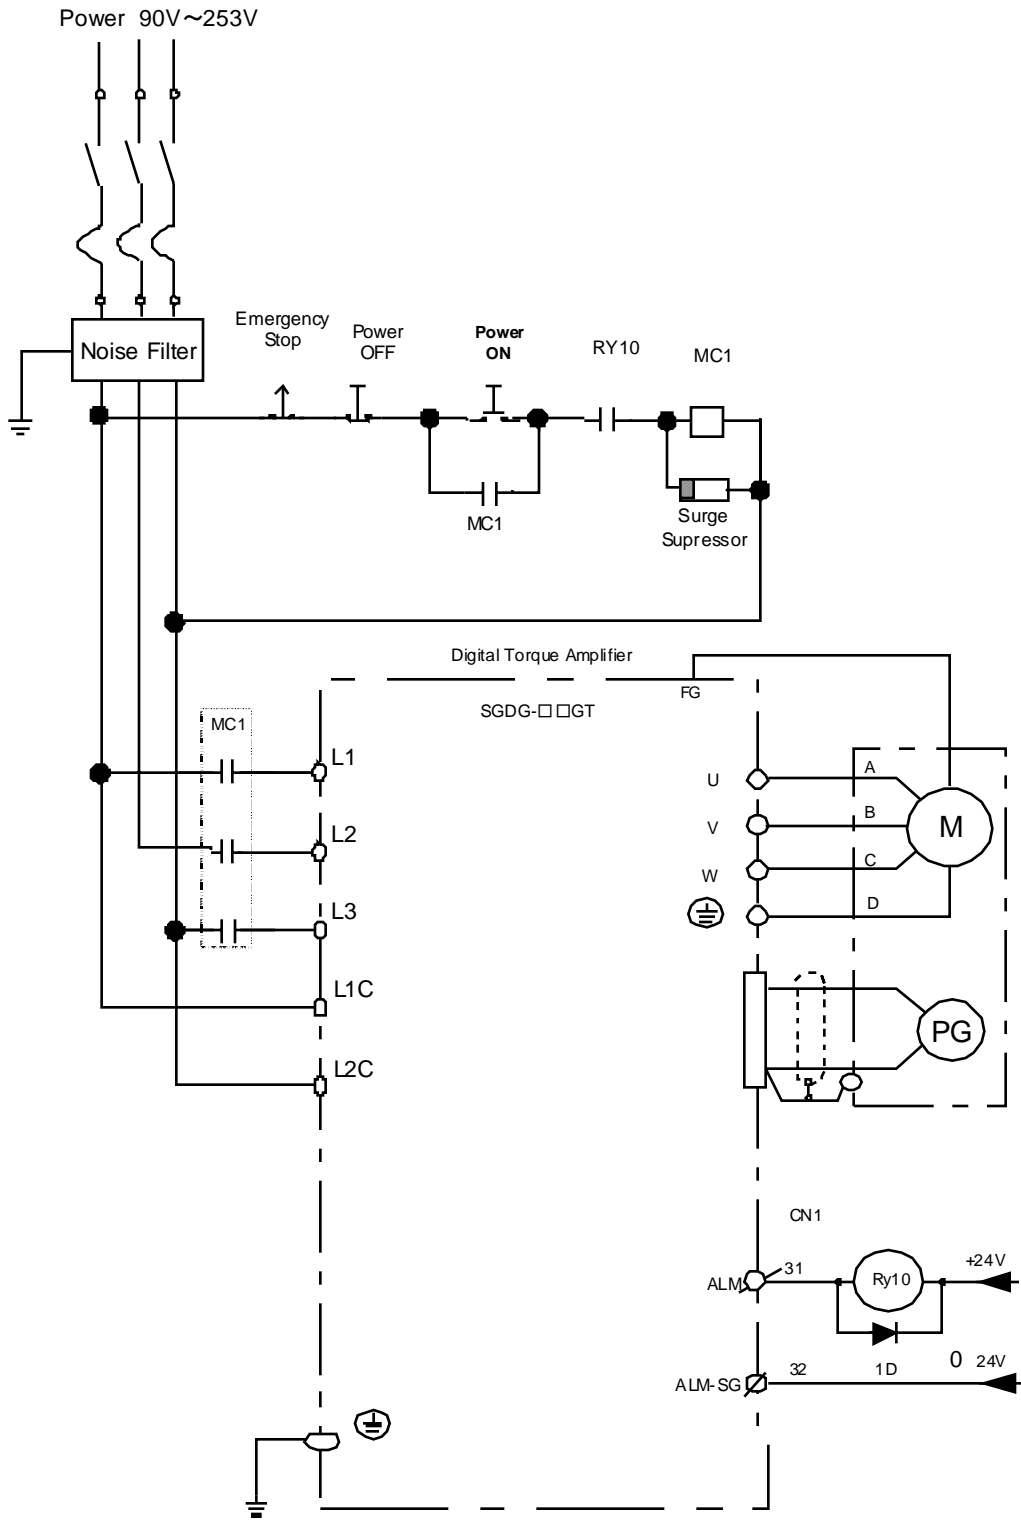 Power 90V～253V
Noise Filter
Emergency
Stop
Power
OFF
Power
ON
RY10
MC1
MC1
Surge
Supressor
Digital Torque Amplifier
SGDG-□□GT
FG
MC1
L1
L2
L3
L1C
L2C
U
V
W
A
B
C
D
M
PG
CN1
ALM
31
Ry10
+24V
ALM-SG
32
1D
0 24V